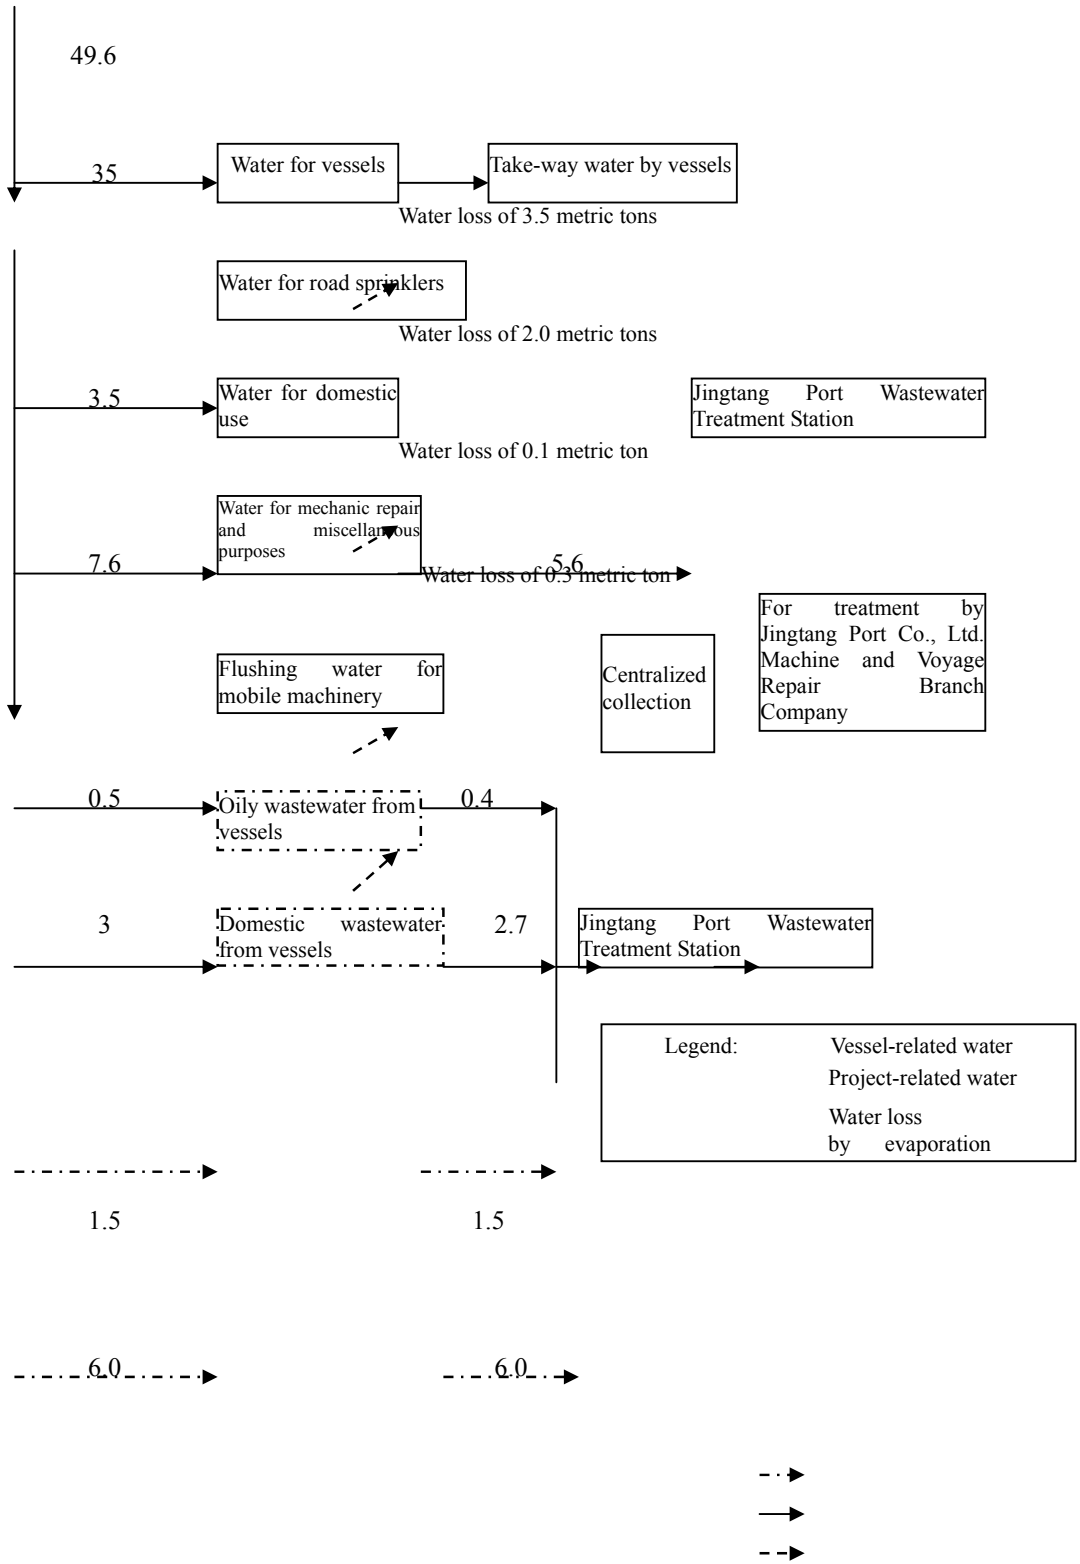 49.6
35
Water for vessels
Take-way water by vessels
Water loss of 3.5 metric tons
Water for road sprinklers
Water loss of 2.0 metric tons
3.5
Water for domestic
use
Jingtang Port Wastewater
Treatment Station
Water loss of 0.1 metric ton
Water for mechanic repair
and miscellaneous
purposes
7.6
5.6
Water loss of 0.3 metric ton
For treatment by
Jingtang Port Co., Ltd.
Machine and Voyage
Repair Branch
Company
Centralized
collection
Flushing water for
mobile machinery
0.5
Oily wastewater from
vessels
0.4
3
Domestic wastewater
from vessels
2.7
Jingtang Port Wastewater
Treatment Station
Legend:
Vessel-related water
Project-related water
Water loss
by evaporation
1.5
1.5
6.0
6.0